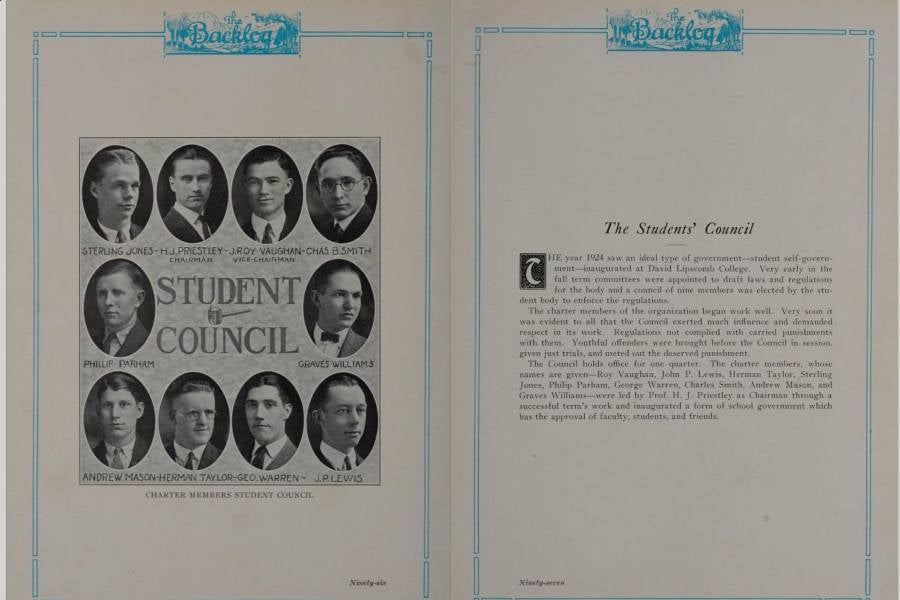 The
Backlog
STERLING JONES - H.J. PRIESTLEY - J. ROY VAUGHAN - CHAS. B. SMITH
CHAIRMAN VICE-CHAIRMAN
STUDENT
COUNCIL
PHILLIP PARHAM GRAVES WILLIAMS
ANDREW MASON - HERMAN TAYLOR - GEO. WARREN - J. P. LEWIS
CHARTER MEMBERS STUDENT COUNCIL
Ninety-six
The
Backlog
The Students' Council
THE year 1924 saw an ideal type of government—student self-govern-
ment—inaugurated at David Lipscomb College. Very early in the
fall term committees were appointed to draft laws and regulations
for the body and a council of nine members was elected by the stu-
dent body to enforce the regulations.
The charter members of the organization began work well. Very soon it
was evident to all that the Council exerted much influence and demanded
respect in its work. Regulations not complied with carried punishments
with them. Youthful offenders were brought before the Council in session,
given just trials, and meted out the deserved punishment.
The Council holds office for one quarter. The charter members, whose
names are given—Roy Vaughan, John P. Lewis, Herman Taylor, Sterling
Jones, Philip Parham, George Warren, Charles Smith, Andrew Mason, and
Graves Williams—were led by Prof. H. J. Priestley as Chairman through a
successful term's work and inaugurated a form of school government which
has the approval of faculty, students, and friends.
Ninety-seven